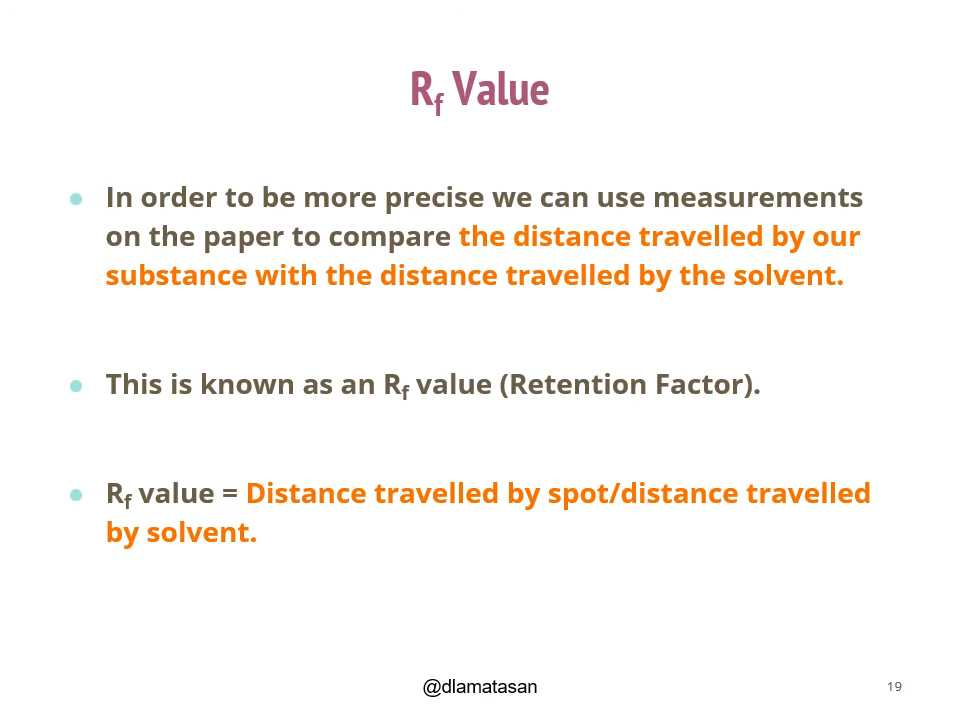 Rf Value
● In order to be more precise we can use measurements
on the paper to compare the distance travelled by our
substance with the distance travelled by the solvent.
● This is known as an Rf value (Retention Factor).
● Rf value = Distance travelled by spot/distance travelled
by solvent.
@dlamatasan
19